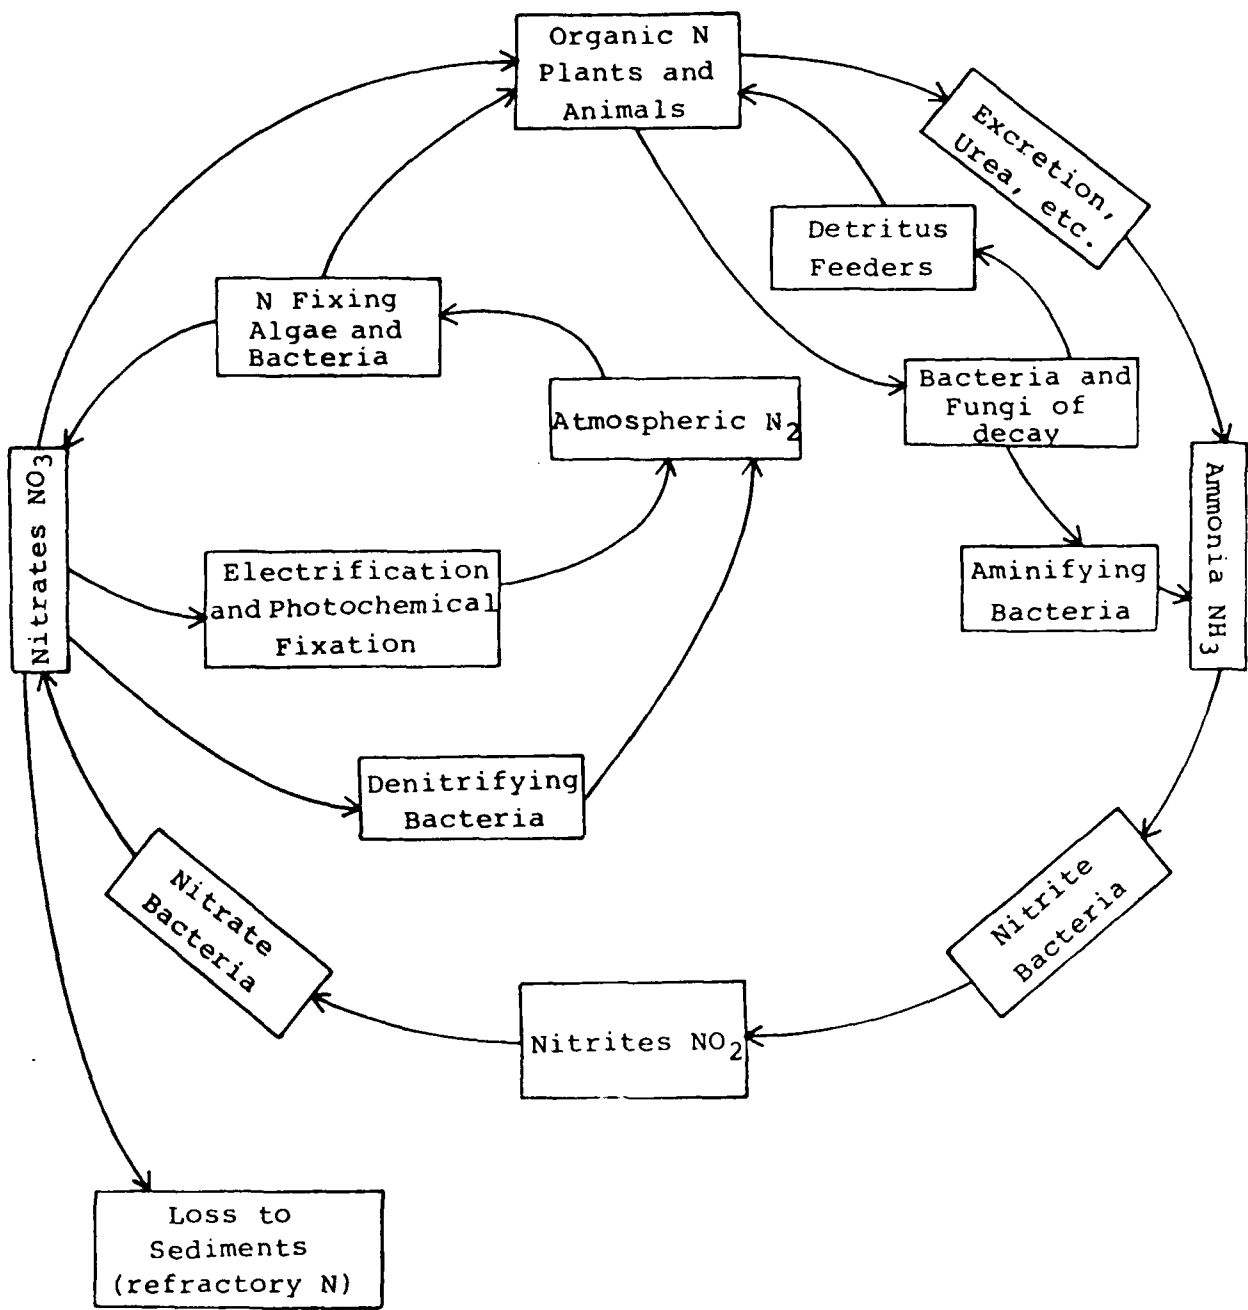 Organic N
Plants and
Animals
Excretion,
Urea, etc.
Detritus
Feeders
N Fixing
Algae and
Bacteria
Atmospheric N2
Bacteria and
Fungi of
decay
Nitrates NO3
Ammonia NH3
Electrification
and Photochemical
Fixation
Aminifying
Bacteria
Denitrifying
Bacteria
Nitrate
Bacteria
Nitrite
Bacteria
Nitrites NO2
Loss to
Sediments
(refractory N)